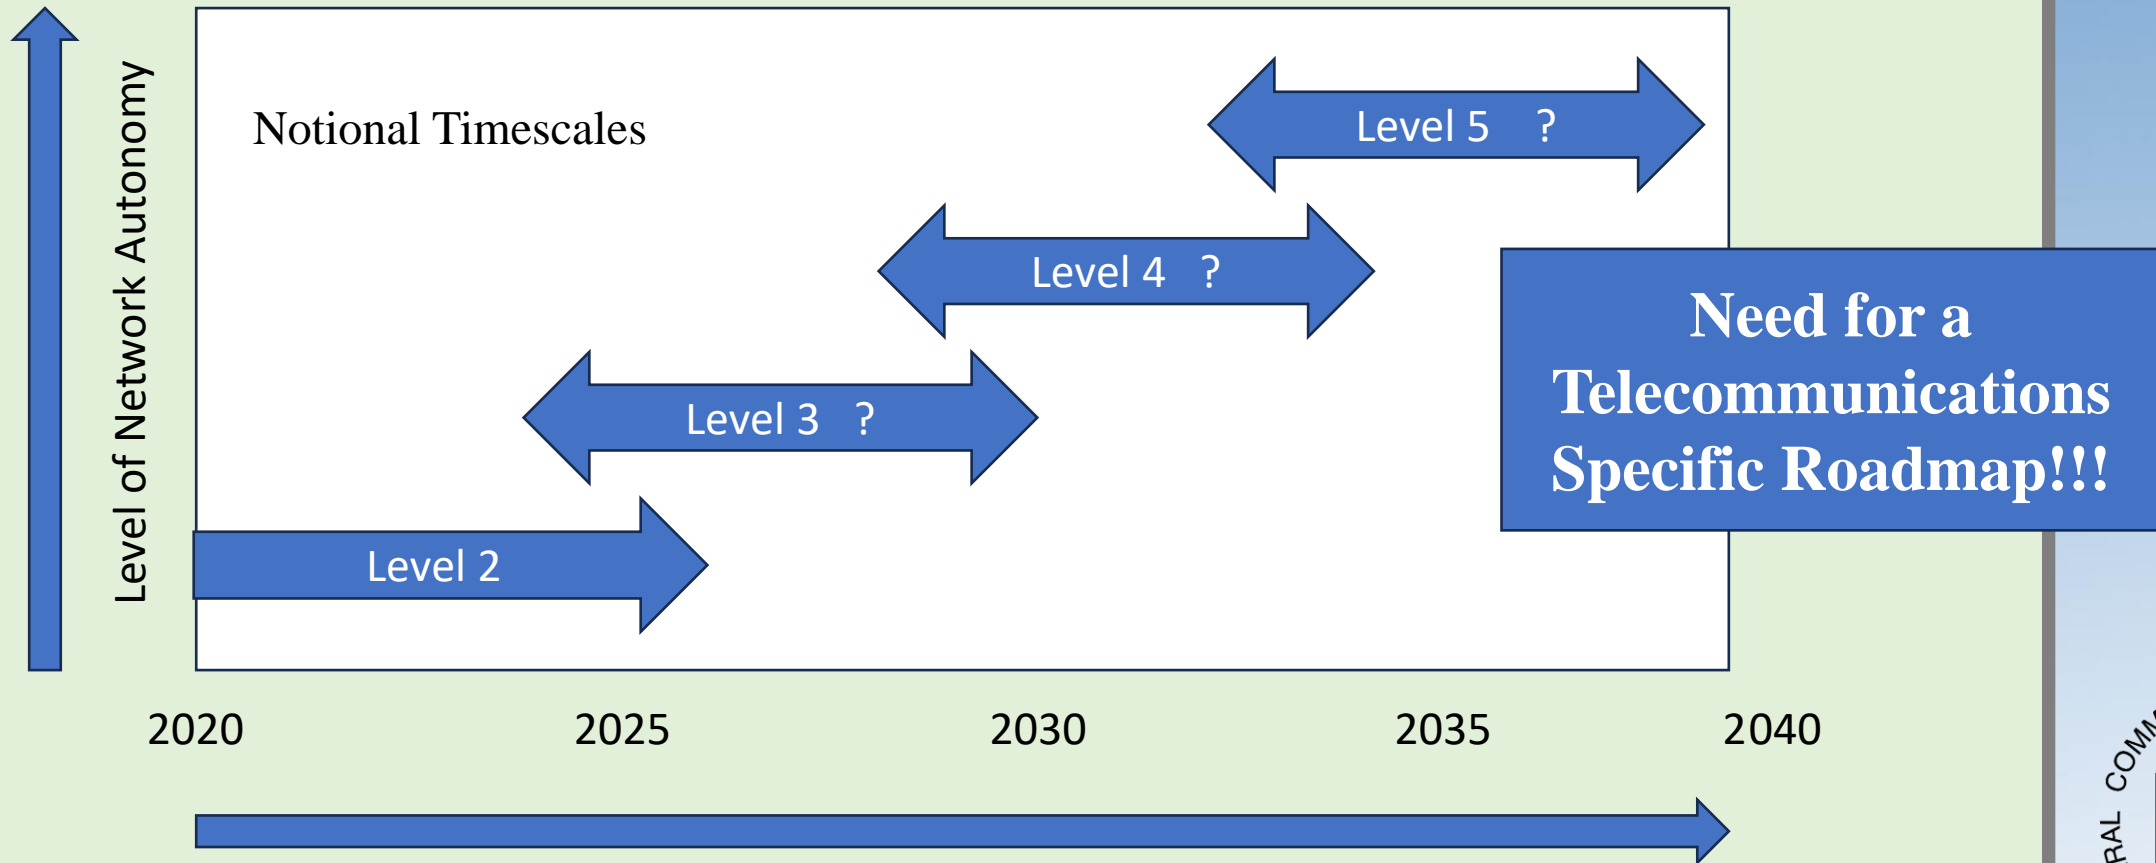 Level of Network Autonomy
Notional Timescales
Level 5 ?
Level 4 ?
Level 3 ?
Level 2
Need for a
Telecommunications
Specific Roadmap!!!
2020 2025 2030 2035 2040